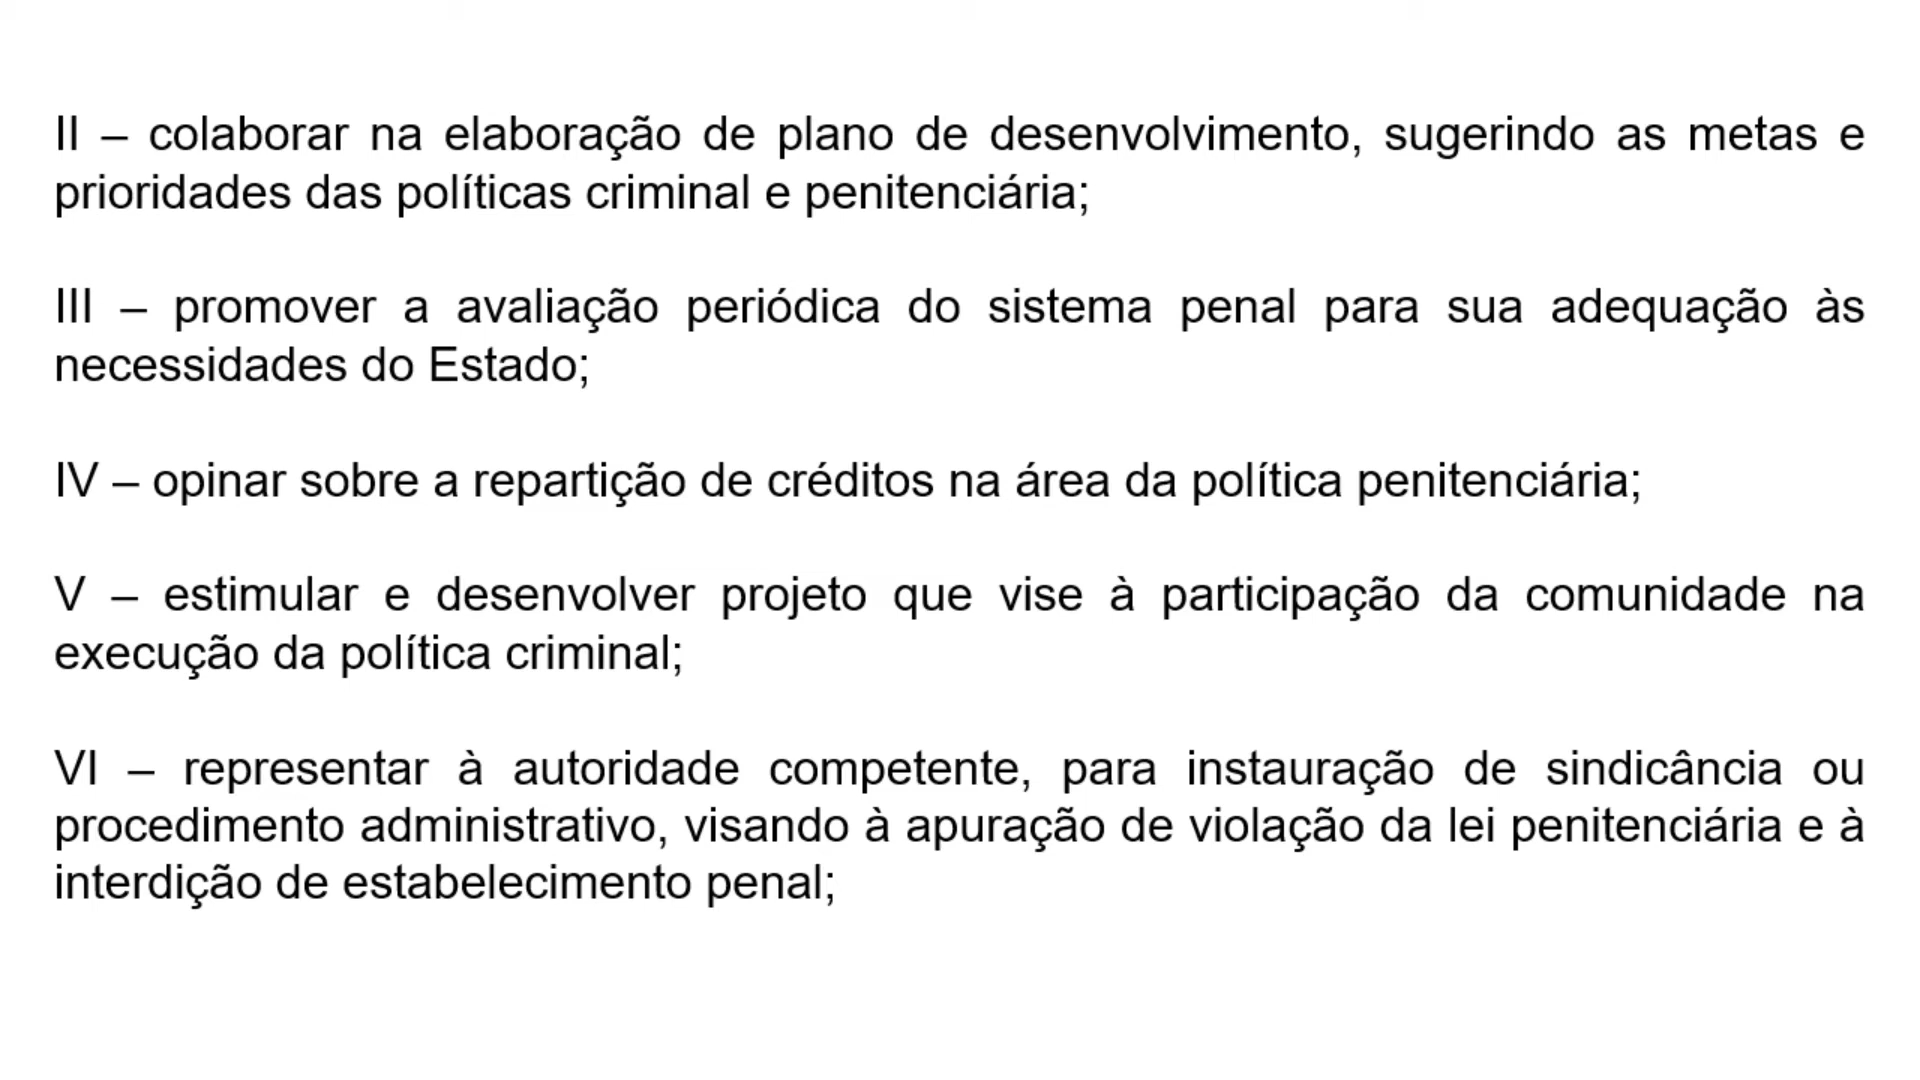 II – colaborar na elaboração de plano de desenvolvimento, sugerindo as metas e
prioridades das políticas criminal e penitenciária;
III – promover a avaliação periódica do sistema penal para sua adequação às
necessidades do Estado;
IV – opinar sobre a repartição de créditos na área da política penitenciária;
V – estimular e desenvolver projeto que vise à participação da comunidade na
execução da política criminal;
VI – representar à autoridade competente, para instauração de sindicância ou
procedimento administrativo, visando à apuração de violação da lei penitenciária e à
interdição de estabelecimento penal;